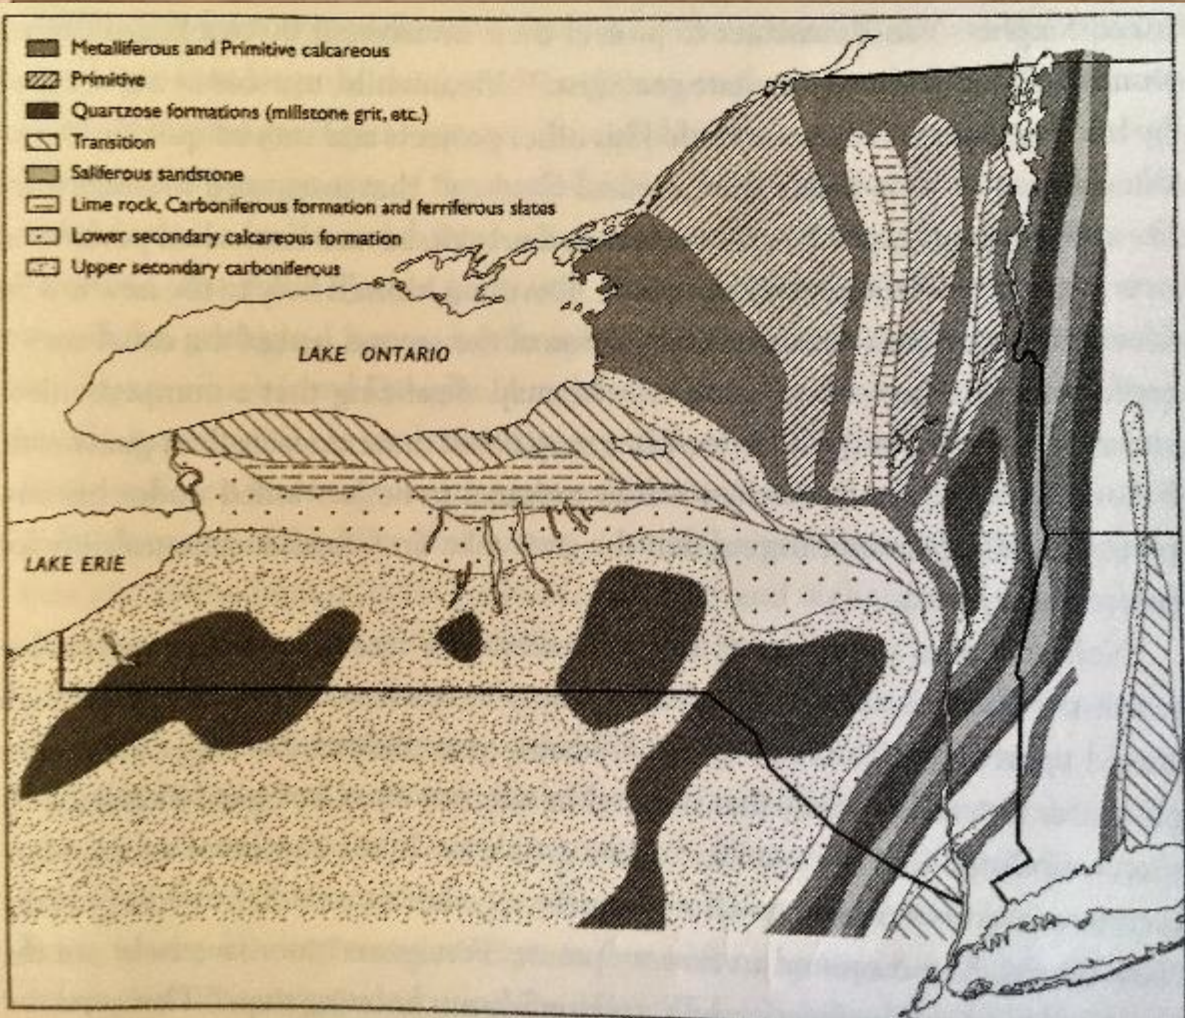 Metalliferous and Primitive calcareous
Primitive
Quartzose formations (millstone grit, etc.)
Transition
Saliferous sandstone
Lime rock, Carboniferous formation and ferriferous slates
Lower secondary calcareous formation
Upper secondary carboniferous
LAKE ONTARIO
LAKE ERIE